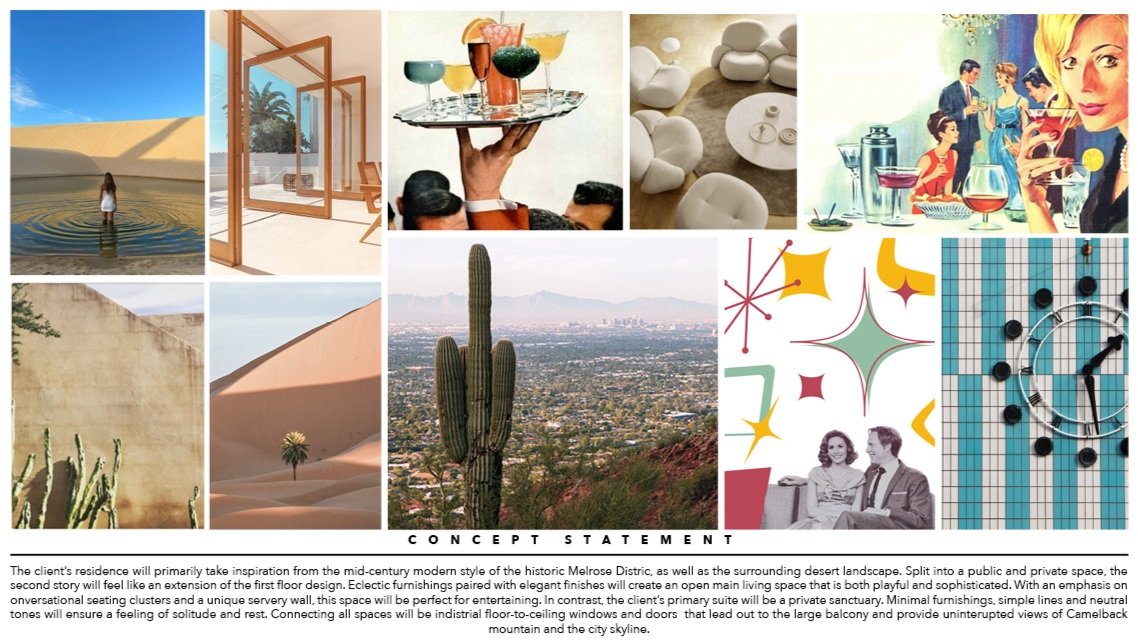 CONCEPT STATEMENT
The client's residence will primarily take inspiration from the mid-century modern style of the historic Melrose Distric, as well as the surrounding desert landscape. Split into a public and private space, the
second story will feel like an extension of the first floor design. Eclectic furnishings paired with elegant finishes will create an open main living space that is both playful and sophisticated. With an emphasis on
onversational seating clusters and a unique servery wall, this space will be perfect for entertaining. In contrast, the client's primary suite will be a private sanctuary. Minimal furnishings, simple lines and neutral
tones will ensure a feeling of solitude and rest. Connecting all spaces will be indistrial floor-to-ceiling windows and doors that lead out to the large balcony and provide uninterupted views of Camelback
mountain and the city skyline.